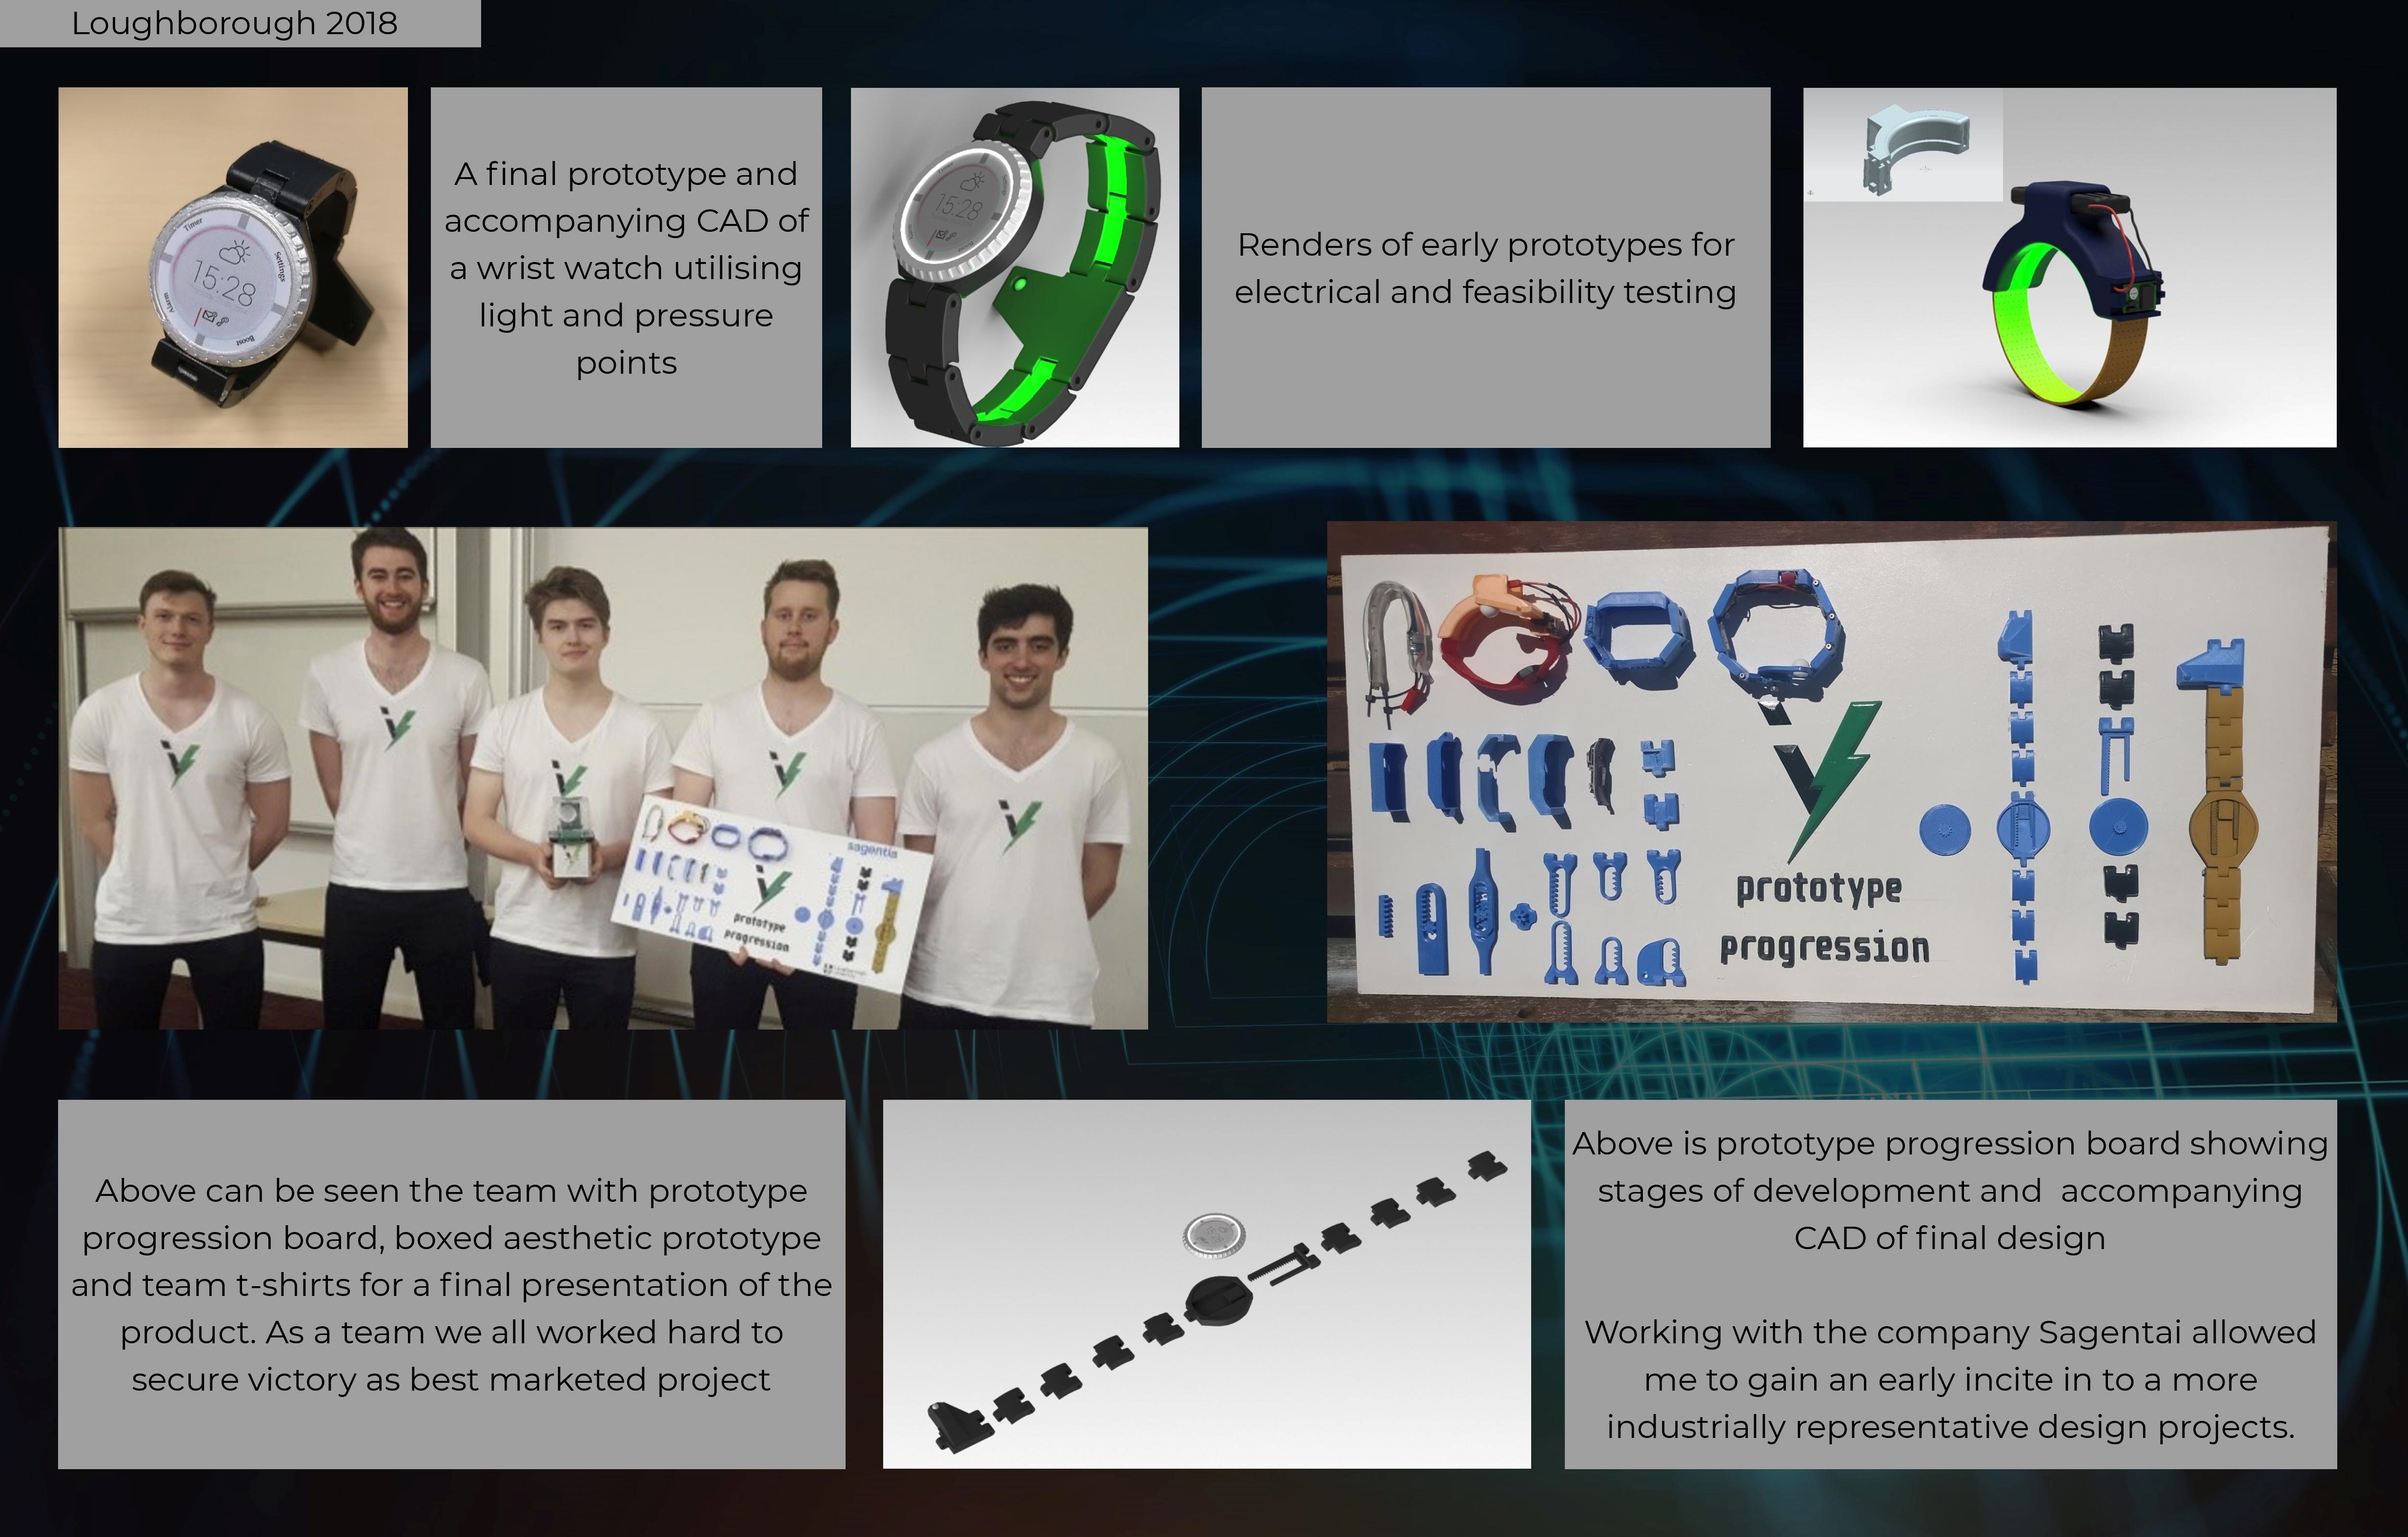 Loughborough 2018
Timer
Settings
15:28
Alarm
Boost
A final prototype and
accompanying CAD of
a wrist watch utilising
light and pressure
points
15:28
Renders of early prototypes for
electrical and feasibility testing
sagentia
prototype
progression
prototype
progression
Above can be seen the team with prototype
progression board, boxed aesthetic prototype
and team t-shirts for a final presentation of the
product. As a team we all worked hard to
secure victory as best marketed project
Above is prototype progression board showing
stages of development and  accompanying
CAD of final design
Working with the company Sagentai allowed
me to gain an early incite in to a more
industrially representative design projects.